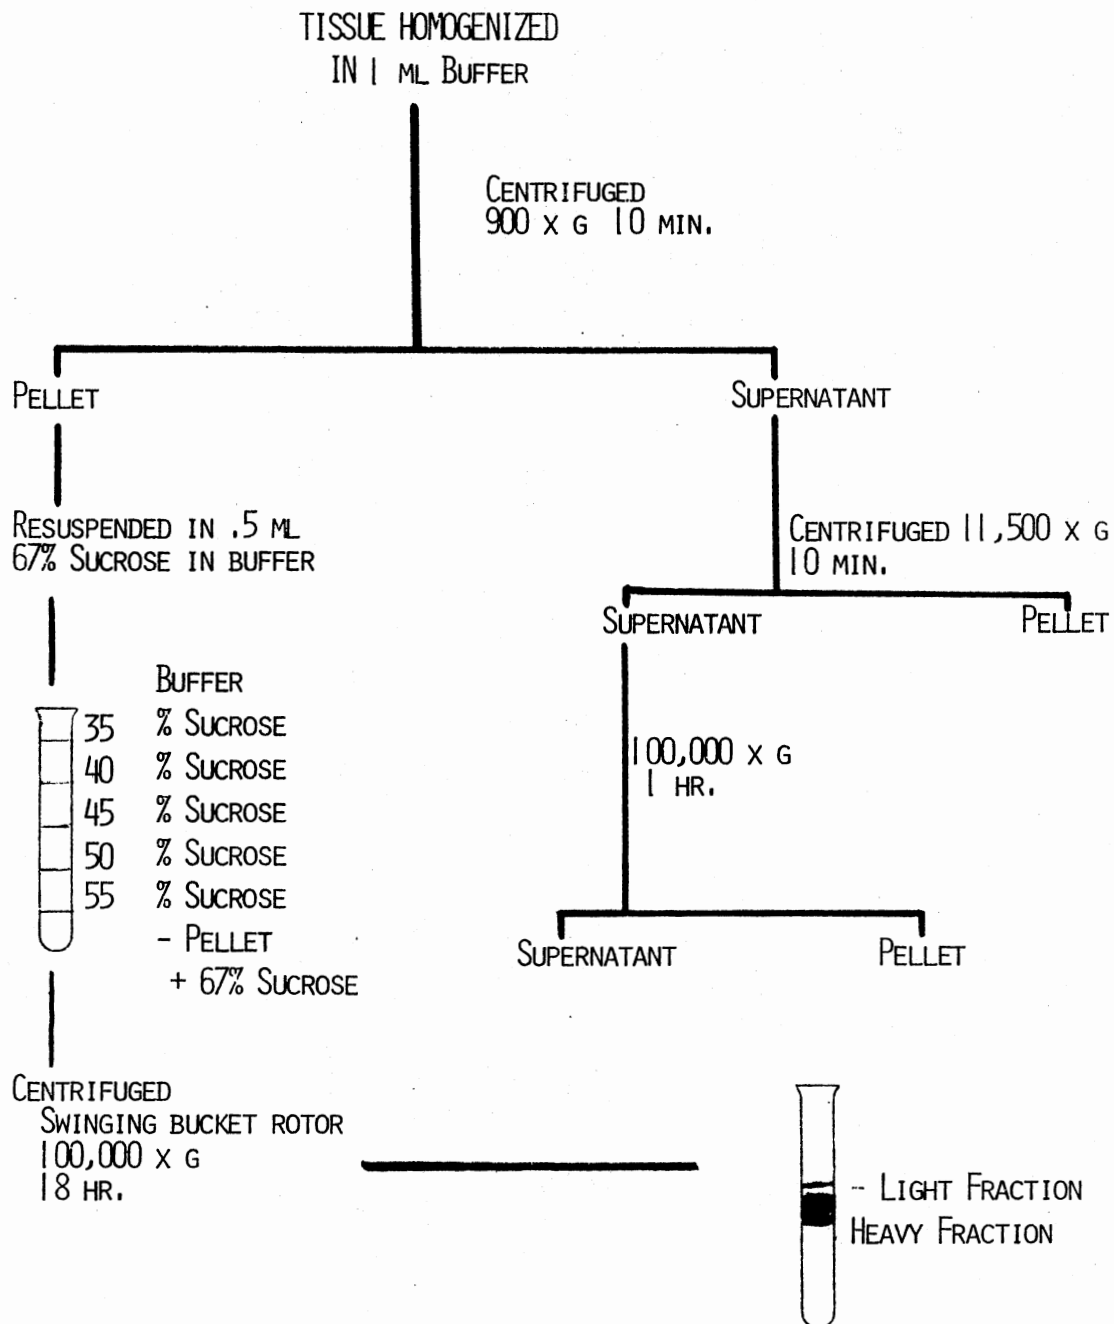 TISSUE HOMOGENIZED
IN 1 ML BUFFER
CENTRIFUGED
900 X G 10 MIN.
PELLET
SUPERNATANT
RESUSPENDED IN .5 ML
67% SUCROSE IN BUFFER
CENTRIFUGED 11,500 X G
10 MIN.
SUPERNATANT
PELLET
BUFFER
35 % SUCROSE
40 % SUCROSE
45 % SUCROSE
50 % SUCROSE
55 % SUCROSE
- PELLET
+ 67% SUCROSE
100,000 X G
1 HR.
SUPERNATANT
PELLET
CENTRIFUGED
SWINGING BUCKET ROTOR
100,000 X G
18 HR.
-- LIGHT FRACTION
HEAVY FRACTION